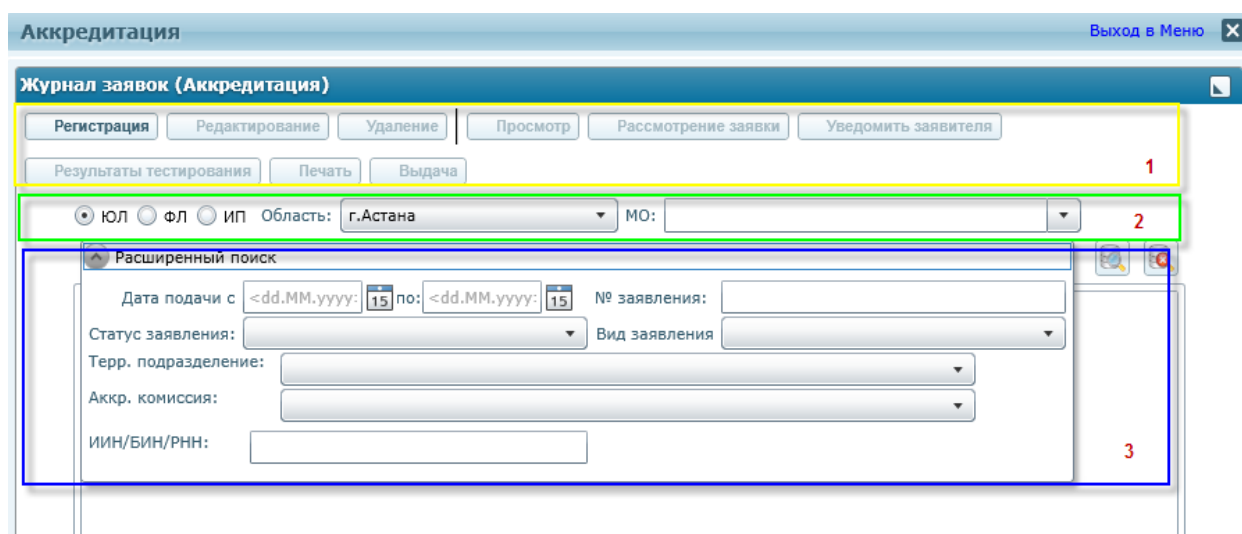 Аккредитация Выход в Меню
Журнал заявок (Аккредитация)
Регистрация Редактирование Удаление Просмотр Рассмотрение заявки Уведомить заявителя
Результаты тестирования Печать Выдача 1
ЮЛ ФЛ ИП Область: г.Астана МО: 2
Расширенный поиск
Дата подачи с <dd.MM.yyyy: 15 по: <dd.MM.yyyy: 15 № заявления:
Статус заявления: Вид заявления
Терр. подразделение:
Аккр. комиссия:
ИИН/БИН/РНН: 3